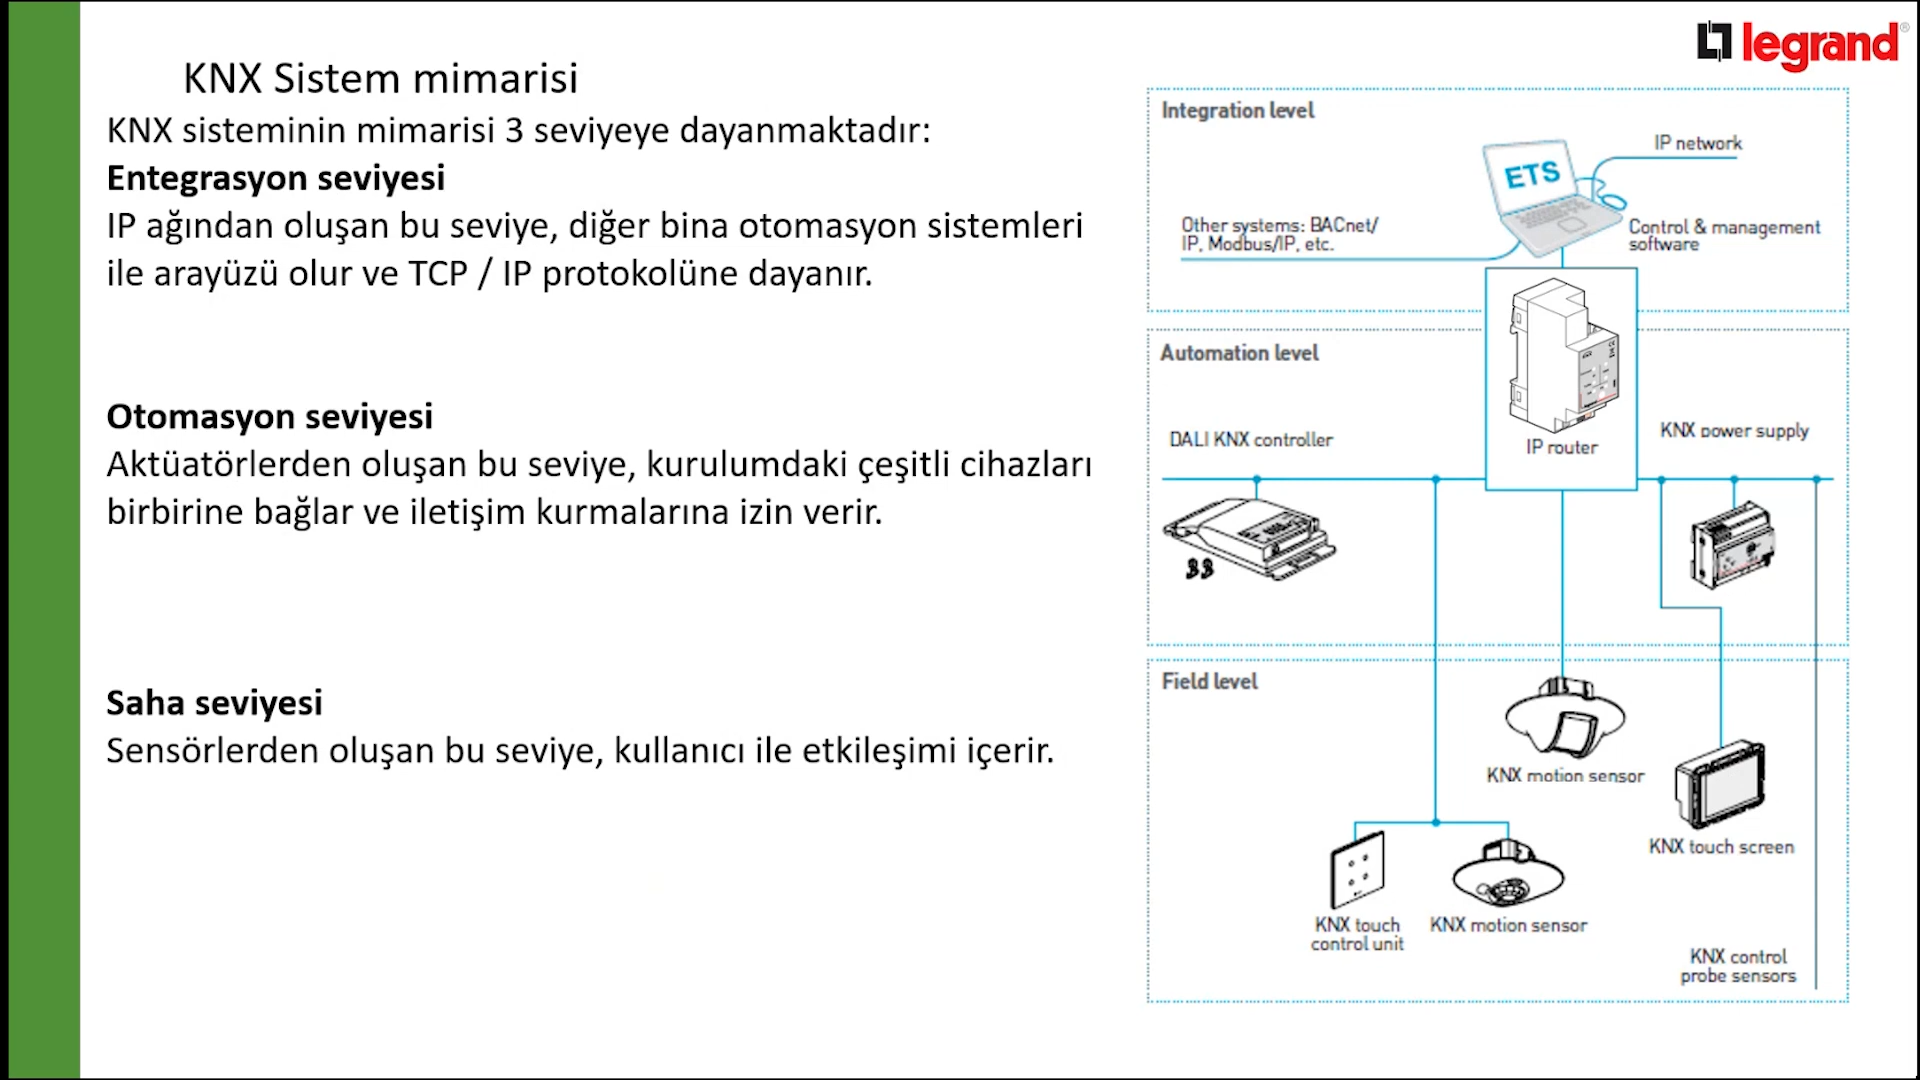 legrand®
KNX Sistem mimarisi
KNX sisteminin mimarisi 3 seviyeye dayanmaktadır:
Entegrasyon seviyesi
IP ağından oluşan bu seviye, diğer bina otomasyon sistemleri
ile arayüzü olur ve TCP / IP protokolüne dayanır.
Otomasyon seviyesi
Aktüatörlerden oluşan bu seviye, kurulumdaki çeşitli cihazları
birbirine bağlar ve iletişim kurmalarına izin verir.
Saha seviyesi
Sensörlerden oluşan bu seviye, kullanıcı ile etkileşimi içerir.
Integration level
IP network
ETS
Other systems: BACnet/
IP, Modbus/IP, etc.
Control & management
software
Automation level
DALI KNX controller
IP router
KNX power supply
Field level
KNX motion sensor
KNX touch screen
KNX touch
control unit
KNX motion sensor
KNX control
probe sensors